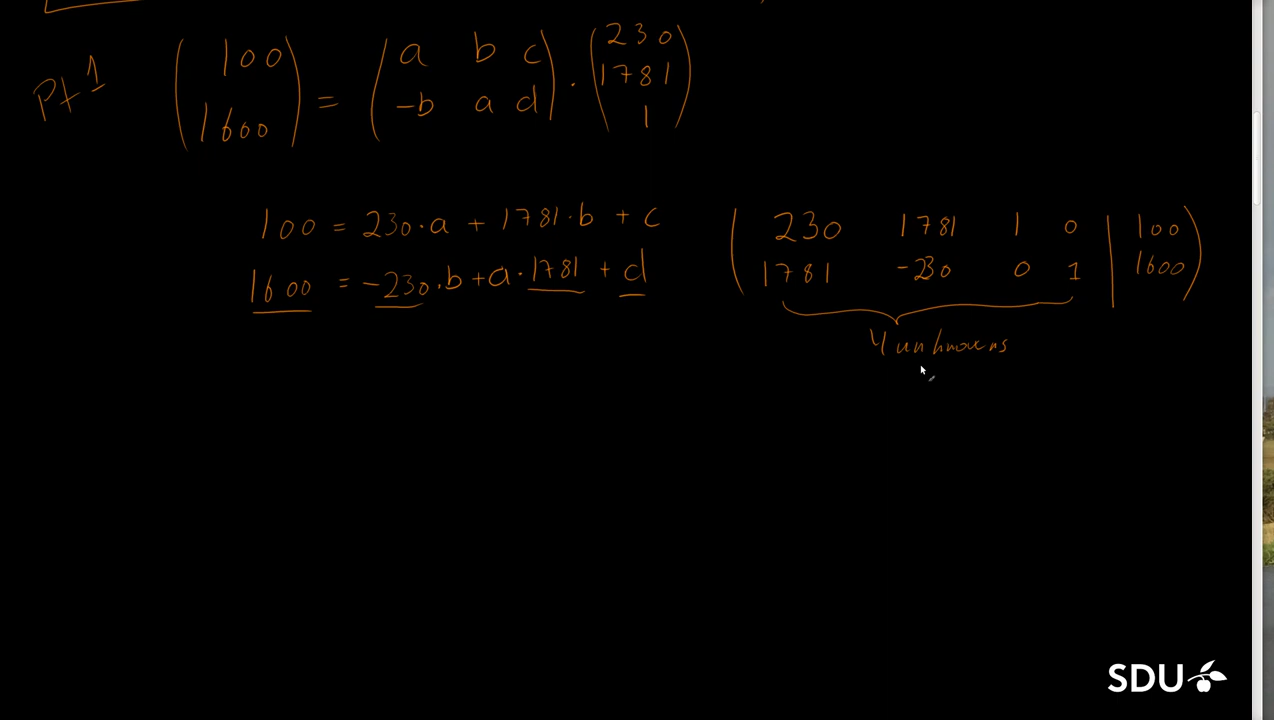 Pt 1 ( 100 ) = ( a b c ) · ( 230 )
( 1600 ) ( -b a d ) ( 1781 )
( 1 )
100 = 230·a + 1781·b + c
1600 = -230·b + a·1781 + d
( 230 1781 1 0 | 100 )
( 1781 -230 0 1 | 1600 )
4 unknowns
SDU